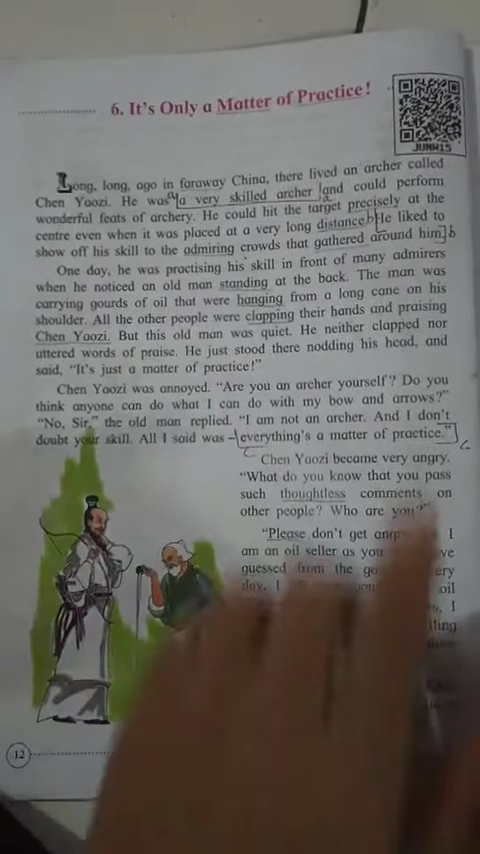 6. It's Only a Matter of Practice!
JUNW15
Long, long, ago in faraway China, there lived an archer called
Chen Yaozi. He was a very skilled archer and could perform
wonderful feats of archery. He could hit the target precisely at the
centre even when it was placed at a very long distance. He liked to
show off his skill to the admiring crowds that gathered around him.
One day, he was practising his skill in front of many admirers
when he noticed an old man standing at the back. The man was
carrying gourds of oil that were hanging from a long cane on his
shoulder. All the other people were clapping their hands and praising
Chen Yaozi. But this old man was quiet. He neither clapped nor
uttered words of praise. He just stood there nodding his head, and
said, "It's just a matter of practice!"
Chen Yaozi was annoyed. "Are you an archer yourself? Do you
think anyone can do what I can do with my bow and arrows?"
"No, Sir," the old man replied. "I am not an archer. And I don't
doubt your skill. All I said was – everything's a matter of practice."
Chen Yaozi became very angry.
"What do you know that you pass
such thoughtless comments on
other people? Who are you?"
"Please don't get I
am an oil seller as you
guessed from the
day, I oil
I
12